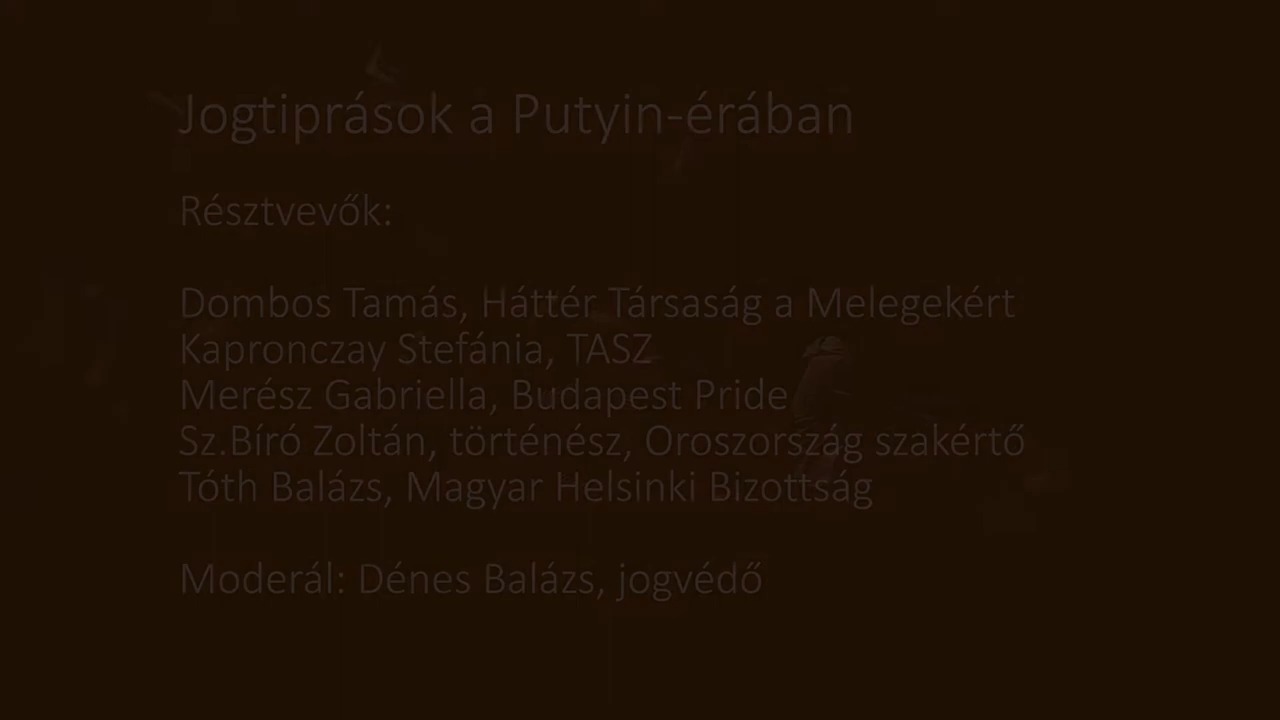 Jogtiprások a Putyin-érában
Résztvevők:
Dombos Tamás, Háttér Társaság a Melegekért
Kapronczay Stefánia, TASZ
Merész Gabriella, Budapest Pride
Sz.Bíró Zoltán, történész, Oroszország szakértő
Tóth Balázs, Magyar Helsinki Bizottság
Moderál: Dénes Balázs, jogvédő